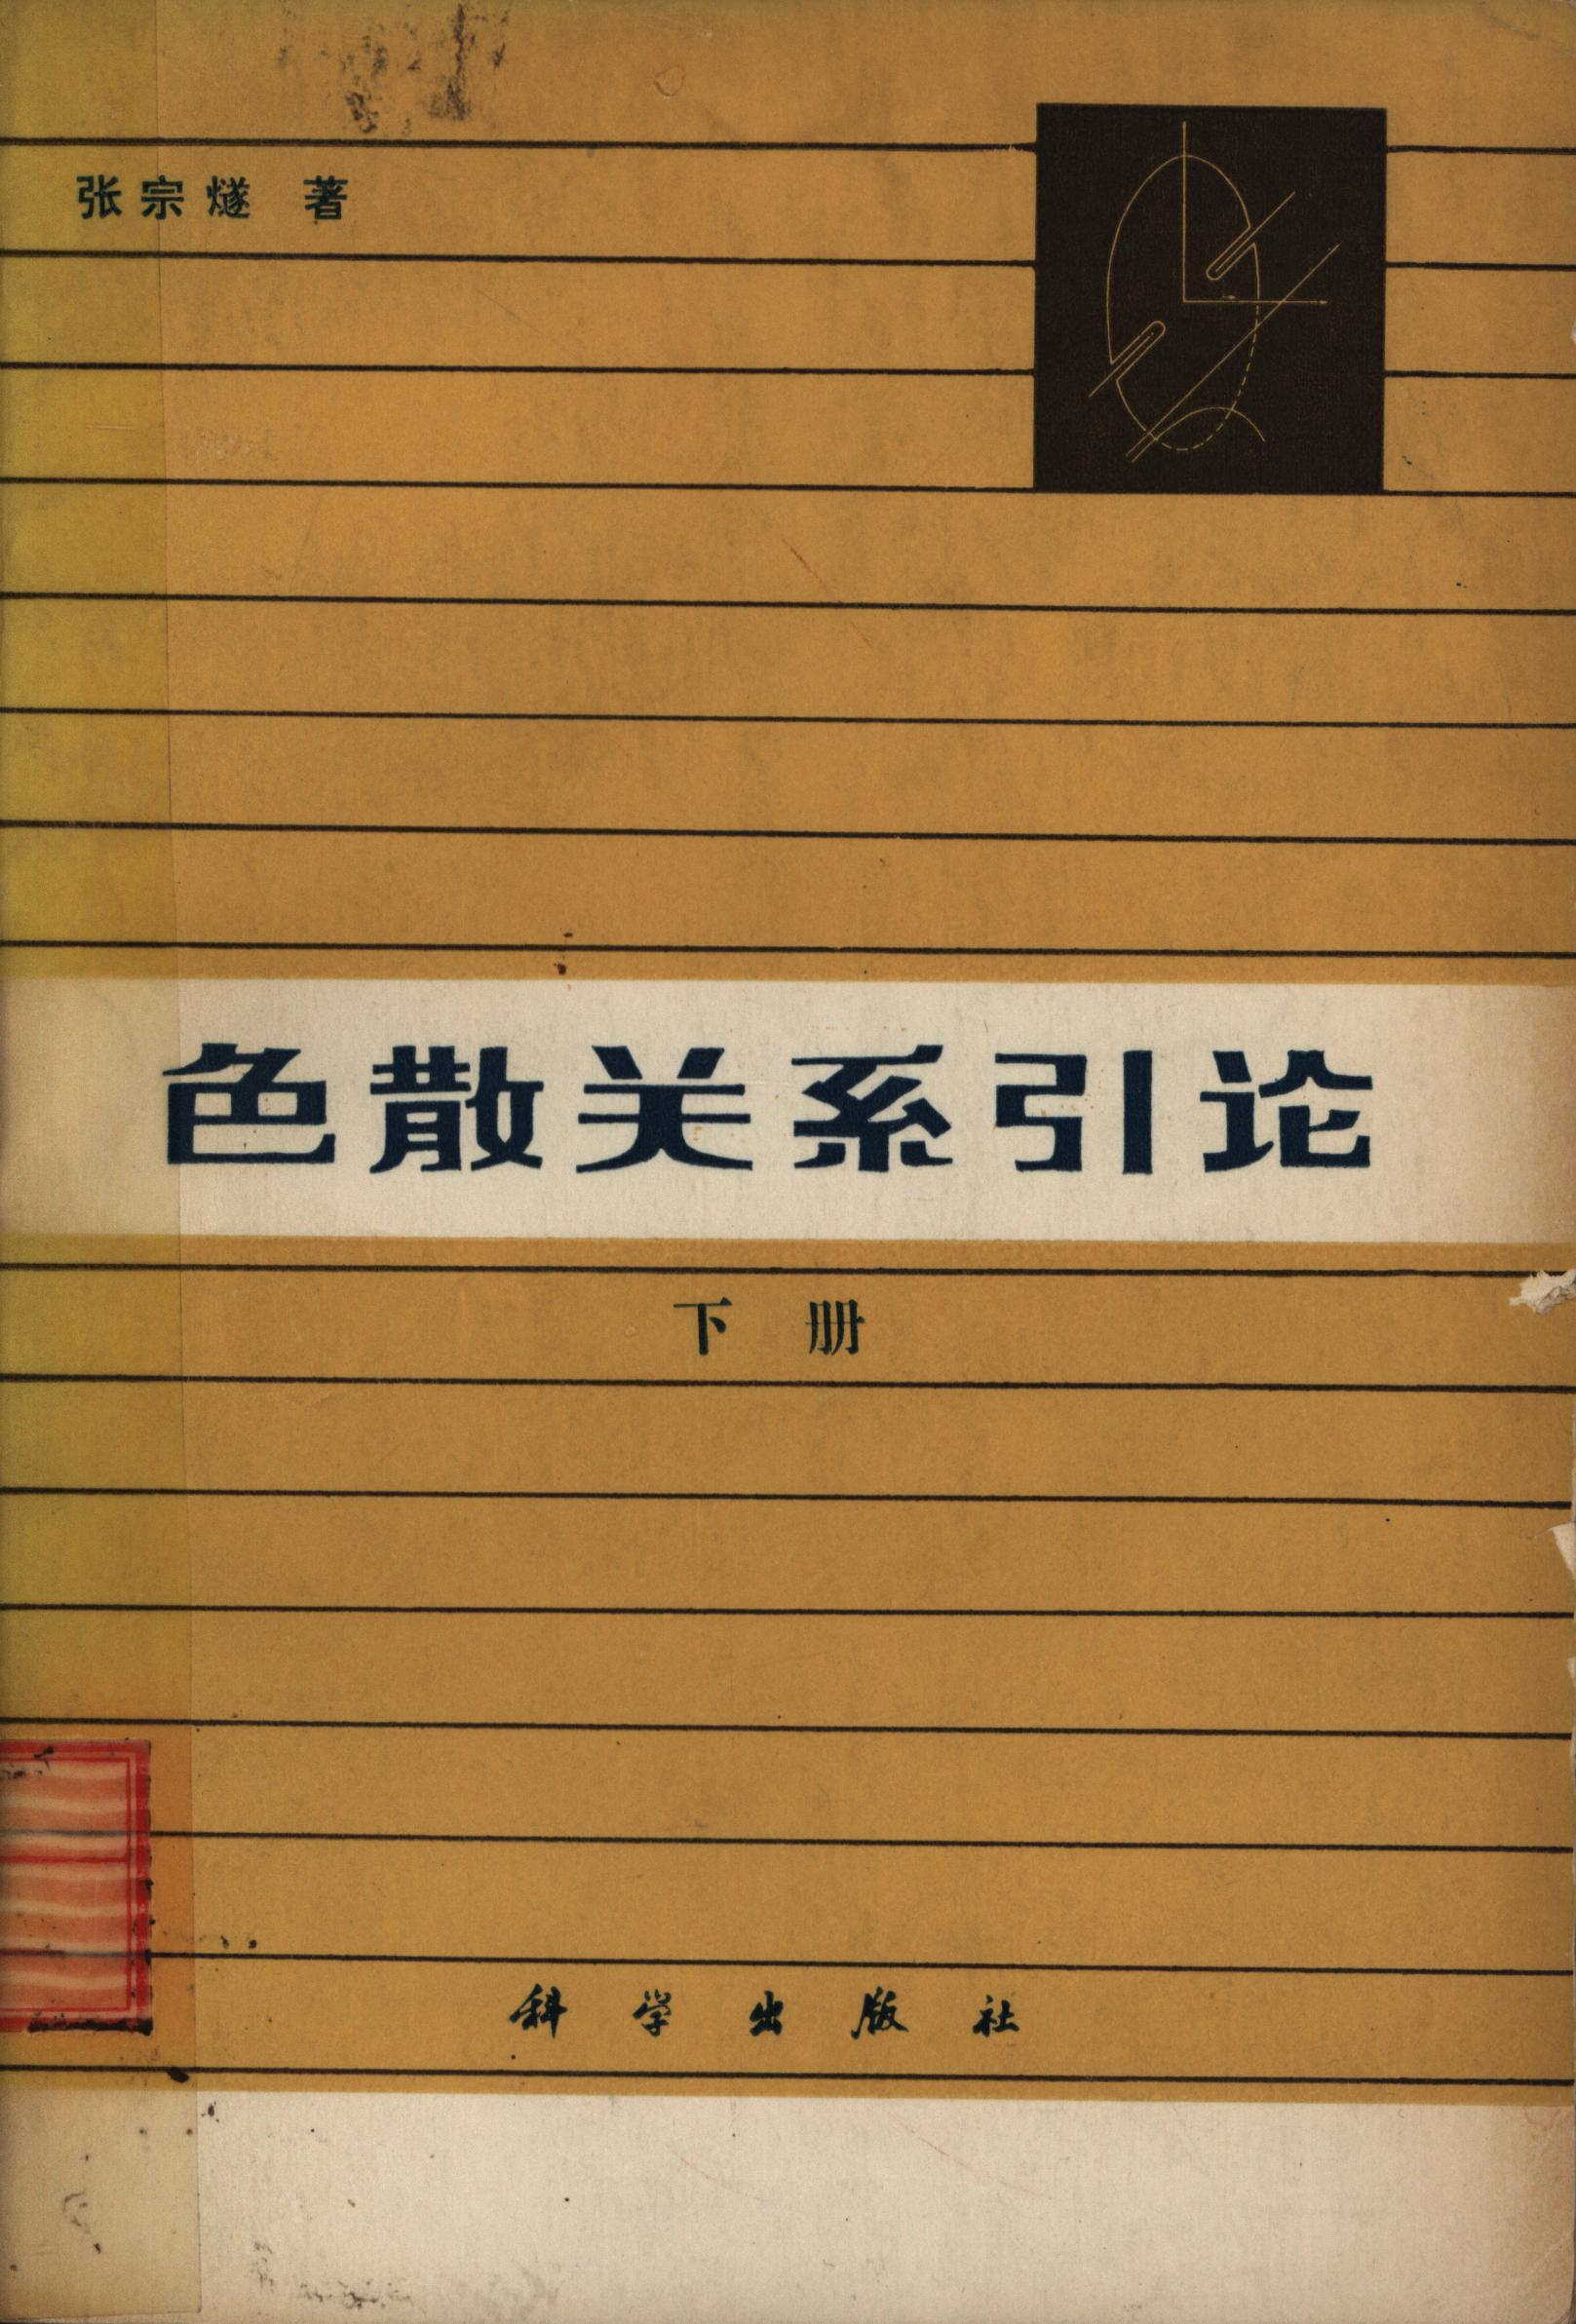 张宗燧 著
色散关系引论
下 册
科学出版社